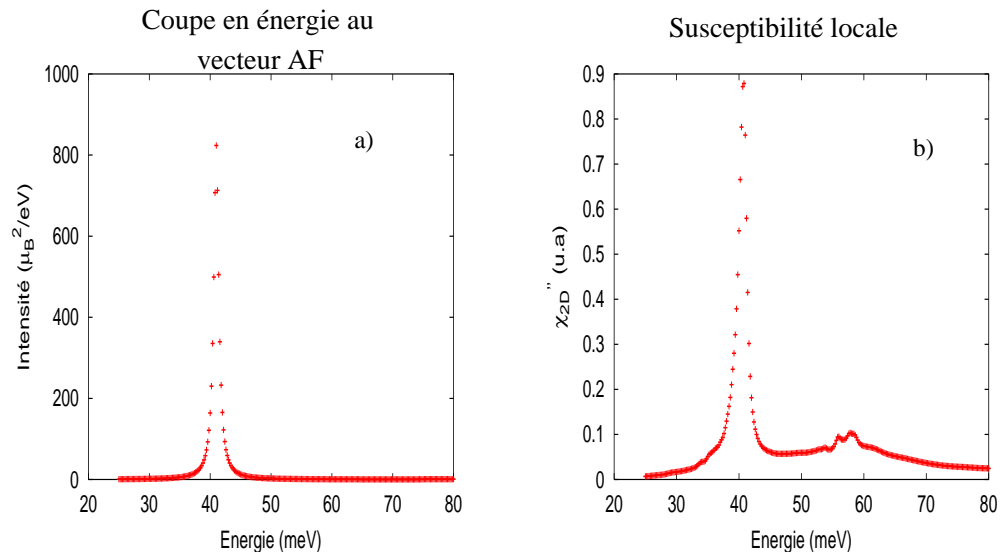 Coupe en énergie au
vecteur AF
Susceptibilité locale
1000
800
600
400
200
0
20 30 40 50 60 70 80
Intensité (μB²/eV)
Energie (meV)
a)
0.9
0.8
0.7
0.6
0.5
0.4
0.3
0.2
0.1
0
20 30 40 50 60 70 80
χ2D" (u.a)
Energie (meV)
b)